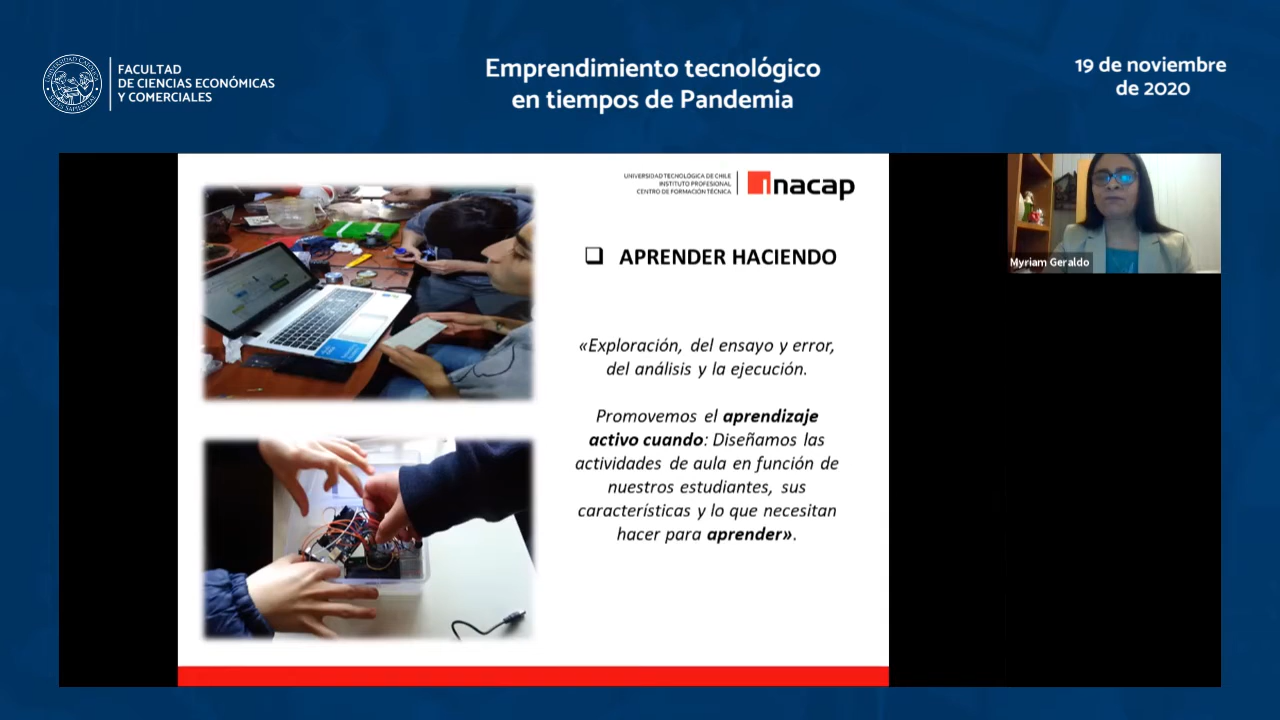 FACULTAD
DE CIENCIAS ECONÓMICAS
Y COMERCIALES
Emprendimiento tecnológico
en tiempos de Pandemia
19 de noviembre
de 2020
UNIVERSIDAD TECNOLÓGICA DE CHILE
INSTITUTO PROFESIONAL
CENTRO DE FORMACIÓN TÉCNICA
inacap
APRENDER HACIENDO
«Exploración, del ensayo y error,
del análisis y la ejecución.
Promovemos el aprendizaje
activo cuando: Diseñamos las
actividades de aula en función de
nuestros estudiantes, sus
características y lo que necesitan
hacer para aprender».
Myriam Geraldo